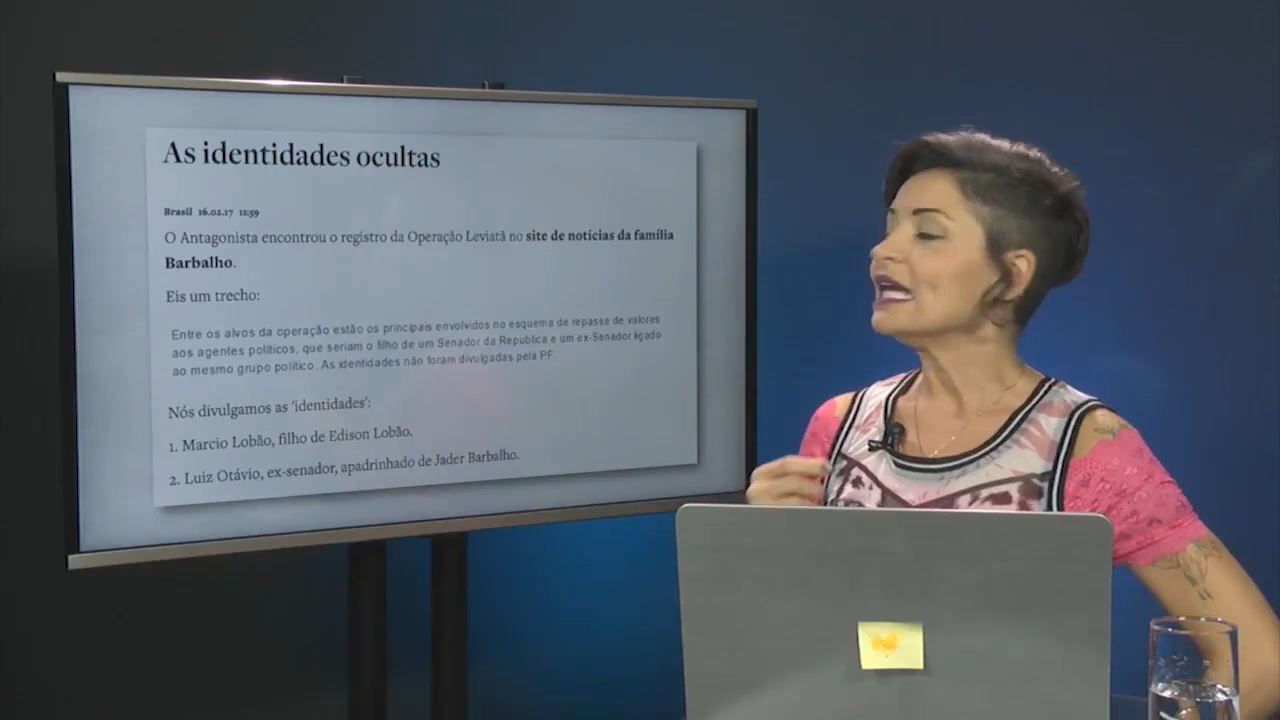 As identidades ocultas
Brasil 16.02.17 11:59
O Antagonista encontrou o registro da Operação Leviatã no site de notícias da família
Barbalho.
Eis um trecho:
Entre os alvos da operação estão os principais envolvidos no esquema de repasse de valores
aos agentes políticos, que seriam o filho de um Senador da Republica e um ex-Senador ligado
ao mesmo grupo político. As identidades não foram divulgadas pela PF.
Nós divulgamos as 'identidades':
1. Marcio Lobão, filho de Edison Lobão.
2. Luiz Otávio, ex-senador, apadrinhado de Jader Barbalho.